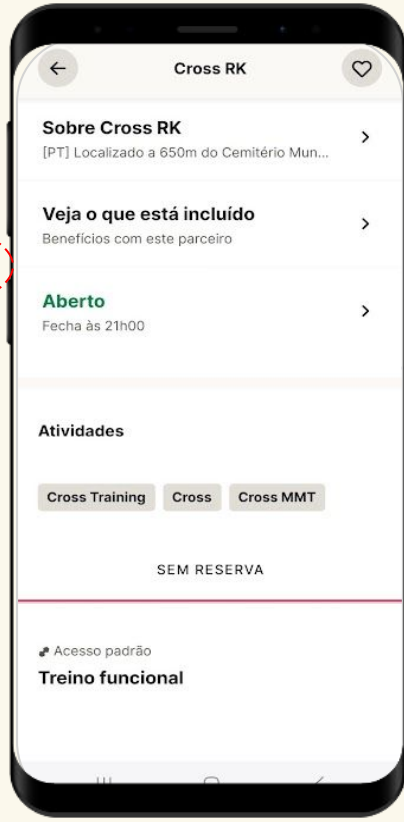 Cross RK
Sobre Cross RK
[PT] Localizado a 650m do Cemitério Mun...
Veja o que está incluído
Benefícios com este parceiro
Aberto
Fecha às 21h00
Atividades
Cross Training Cross Cross MMT
SEM RESERVA
Acesso padrão
Treino funcional